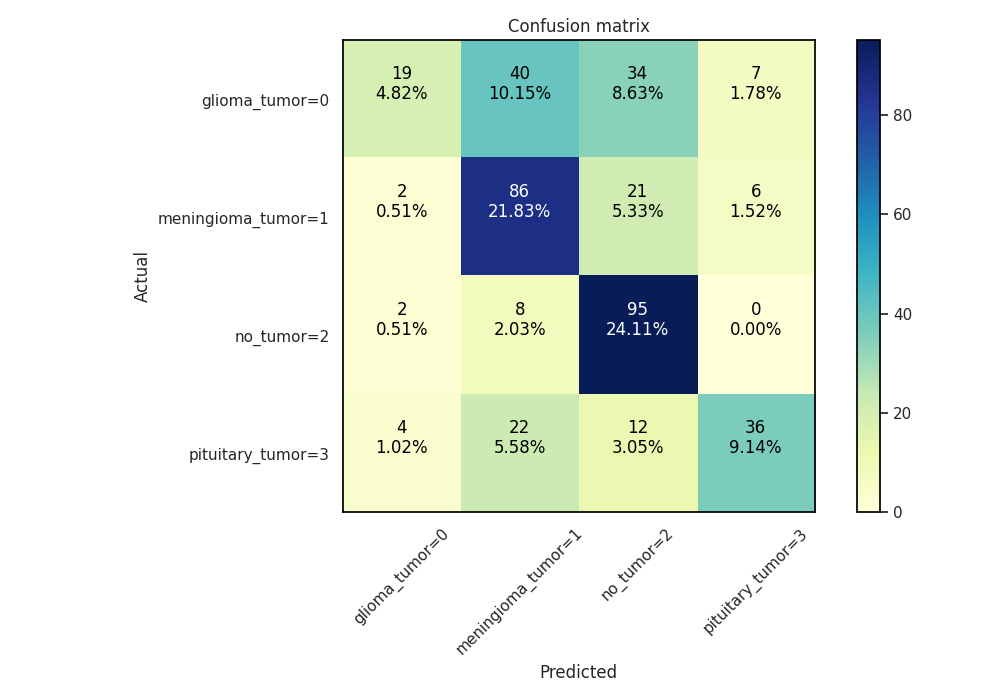 Confusion matrix
Actual
glioma_tumor=0
19 40 34 7
4.82% 10.15% 8.63% 1.78%
meningioma_tumor=1
2 86 21 6
0.51% 21.83% 5.33% 1.52%
no_tumor=2
2 8 95 0
0.51% 2.03% 24.11% 0.00%
pituitary_tumor=3
4 22 12 36
1.02% 5.58% 3.05% 9.14%
glioma_tumor=0
meningioma_tumor=1
no_tumor=2
pituitary_tumor=3
Predicted
80
60
40
20
0